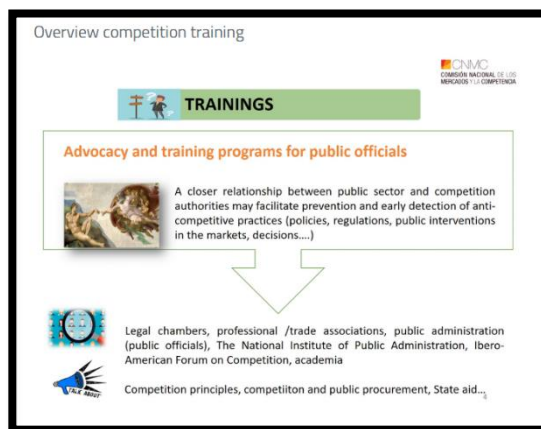 Overview competition training
CNMC
COMISIÓN NACIONAL DE LOS
MERCADOS Y LA COMPETENCIA
TRAININGS
Advocacy and training programs for public officials
A closer relationship between public sector and competition
authorities may facilitate prevention and early detection of anti-
competitive practices (policies, regulations, public interventions
in the markets, decisions....)
Legal chambers, professional /trade associations, public administration
(public officials), The National Institute of Public Administration, Ibero-
American Forum on Competition, academia
TALK ABOUT
Competition principles, competiiton and public procurement, State aid...